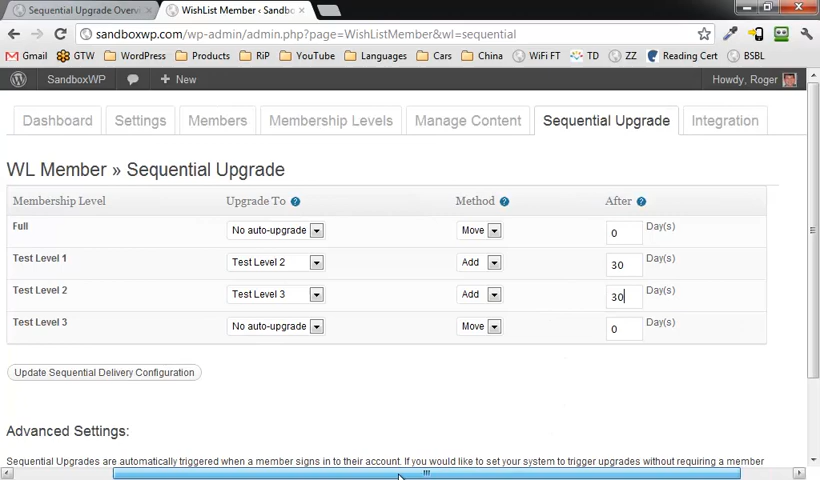 Sequential Upgrade Overv
WishList Member ‹ Sandbo
sandboxwp.com/wp-admin/admin.php?page=WishListMember&wl=sequential
Gmail GTW WordPress Products RiP YouTube Languages Cars China WiFi FT TD ZZ Reading Cert BSBL
SandboxWP + New Howdy, Roger
Dashboard Settings Members Membership Levels Manage Content Sequential Upgrade Integration
WL Member » Sequential Upgrade
Membership Level Upgrade To ? Method ? After ?
Full No auto-upgrade Move 0 Day(s)
Test Level 1 Test Level 2 Add 30 Day(s)
Test Level 2 Test Level 3 Add 30 Day(s)
Test Level 3 No auto-upgrade Move 0 Day(s)
Update Sequential Delivery Configuration
Advanced Settings:
Sequential Upgrades are automatically triggered when a member signs in to their account. If you would like to set your system to trigger upgrades without requiring a member